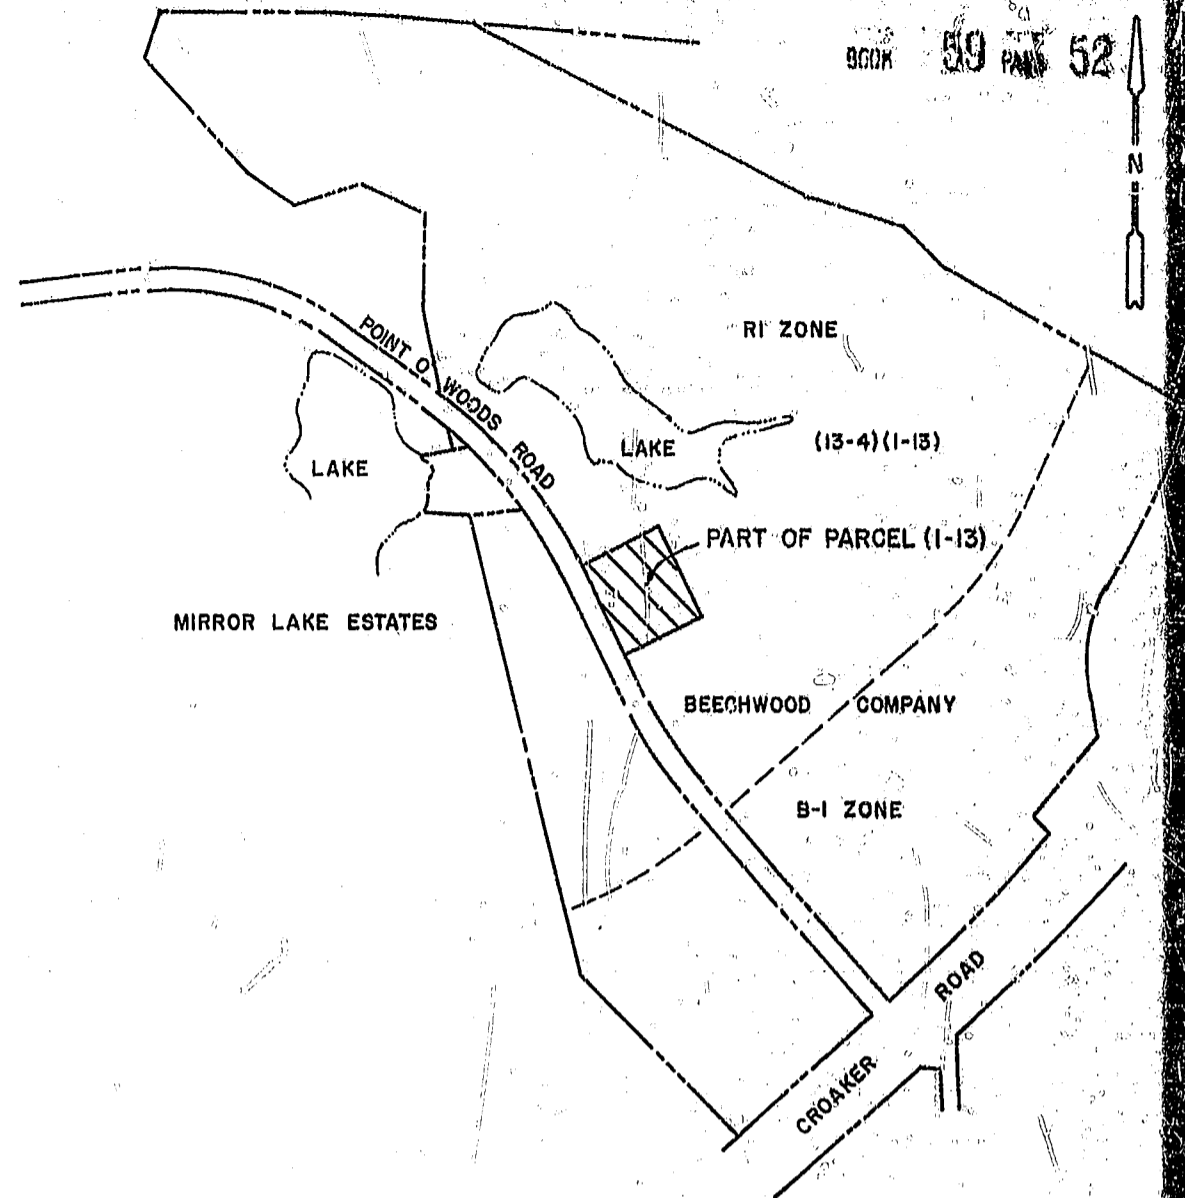 BOOK 59 PAGE 52
N
RI ZONE
POINT O WOODS ROAD
(13-4)(1-13)
LAKE
LAKE
PART OF PARCEL (1-13)
MIRROR LAKE ESTATES
BEECHWOOD COMPANY
B-1 ZONE
CROAKER ROAD